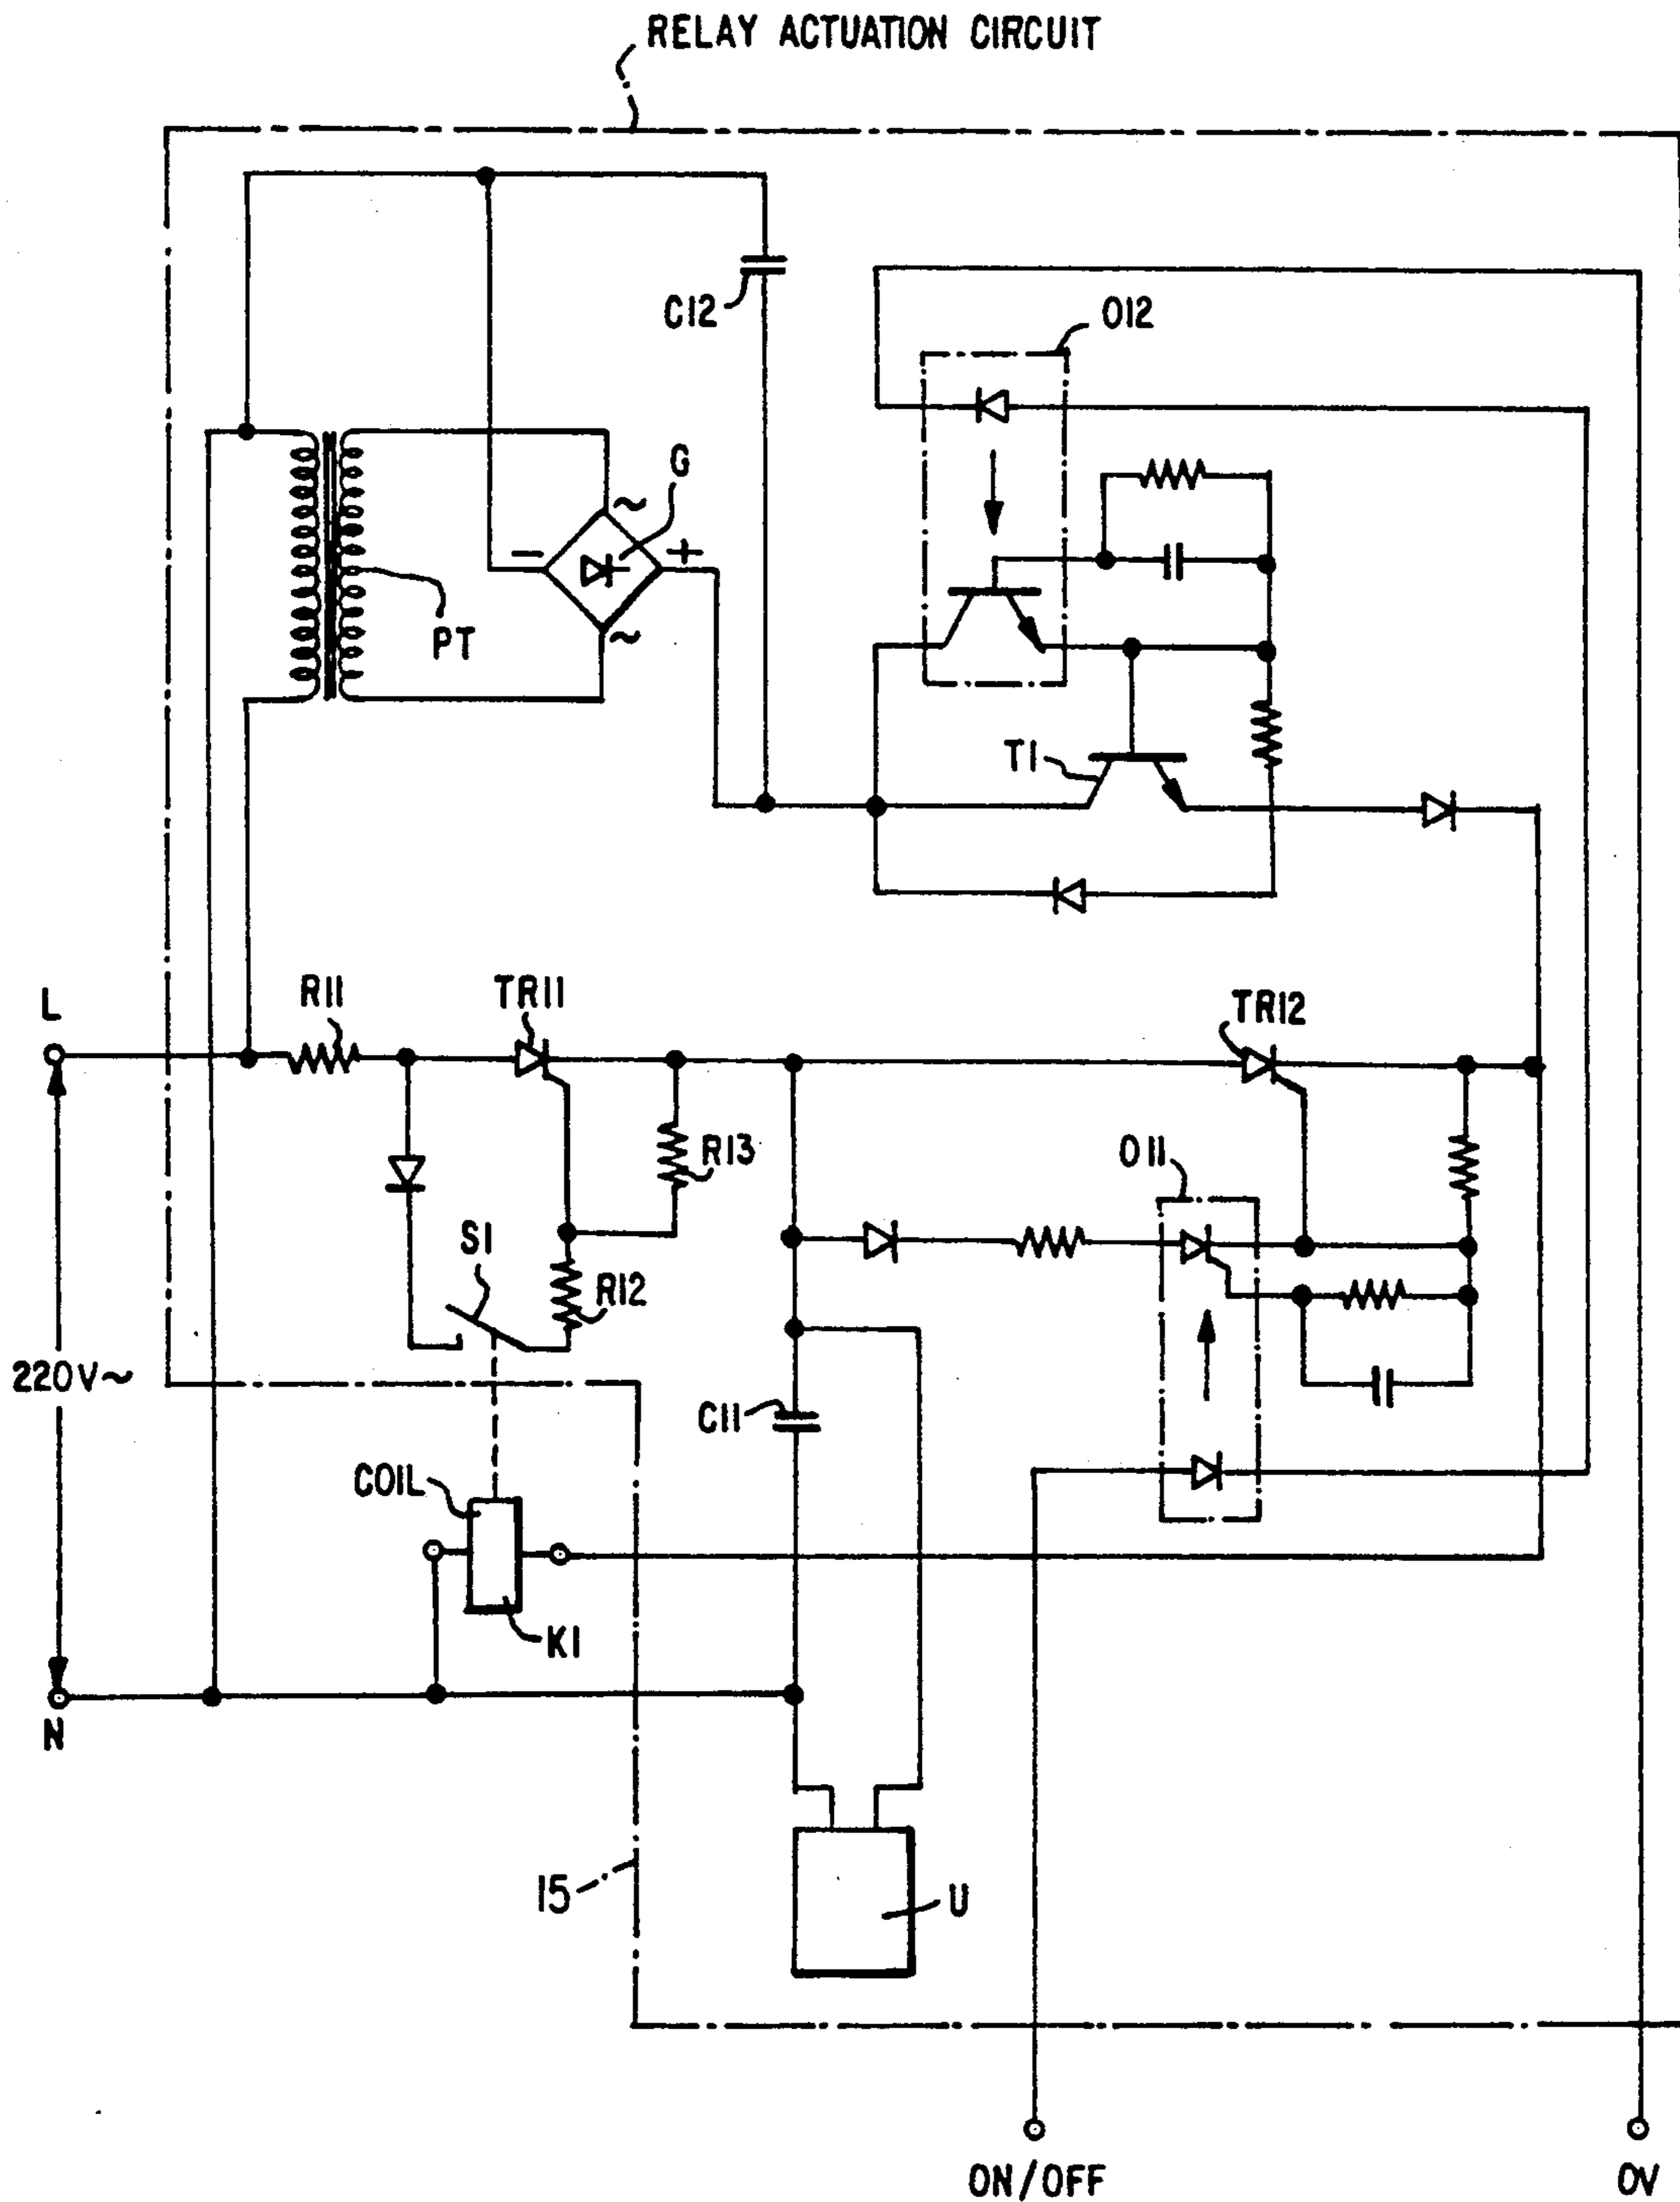 RELAY ACTUATION CIRCUIT
C12
O12
G
~
- +
~
PT
T1
L
R11
TR11
TR12
R13
O11
S1
R12
220V~
C11
COIL
K1
N
15
U
ON/OFF
OV